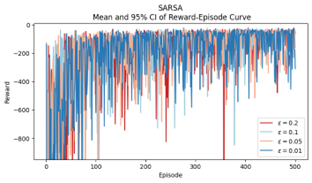 SARSA
Mean and 95% CI of Reward-Episode Curve
0
−200
−400
−600
−800
Reward
0 100 200 300 400 500
Episode
ε = 0.2
ε = 0.1
ε = 0.05
ε = 0.01